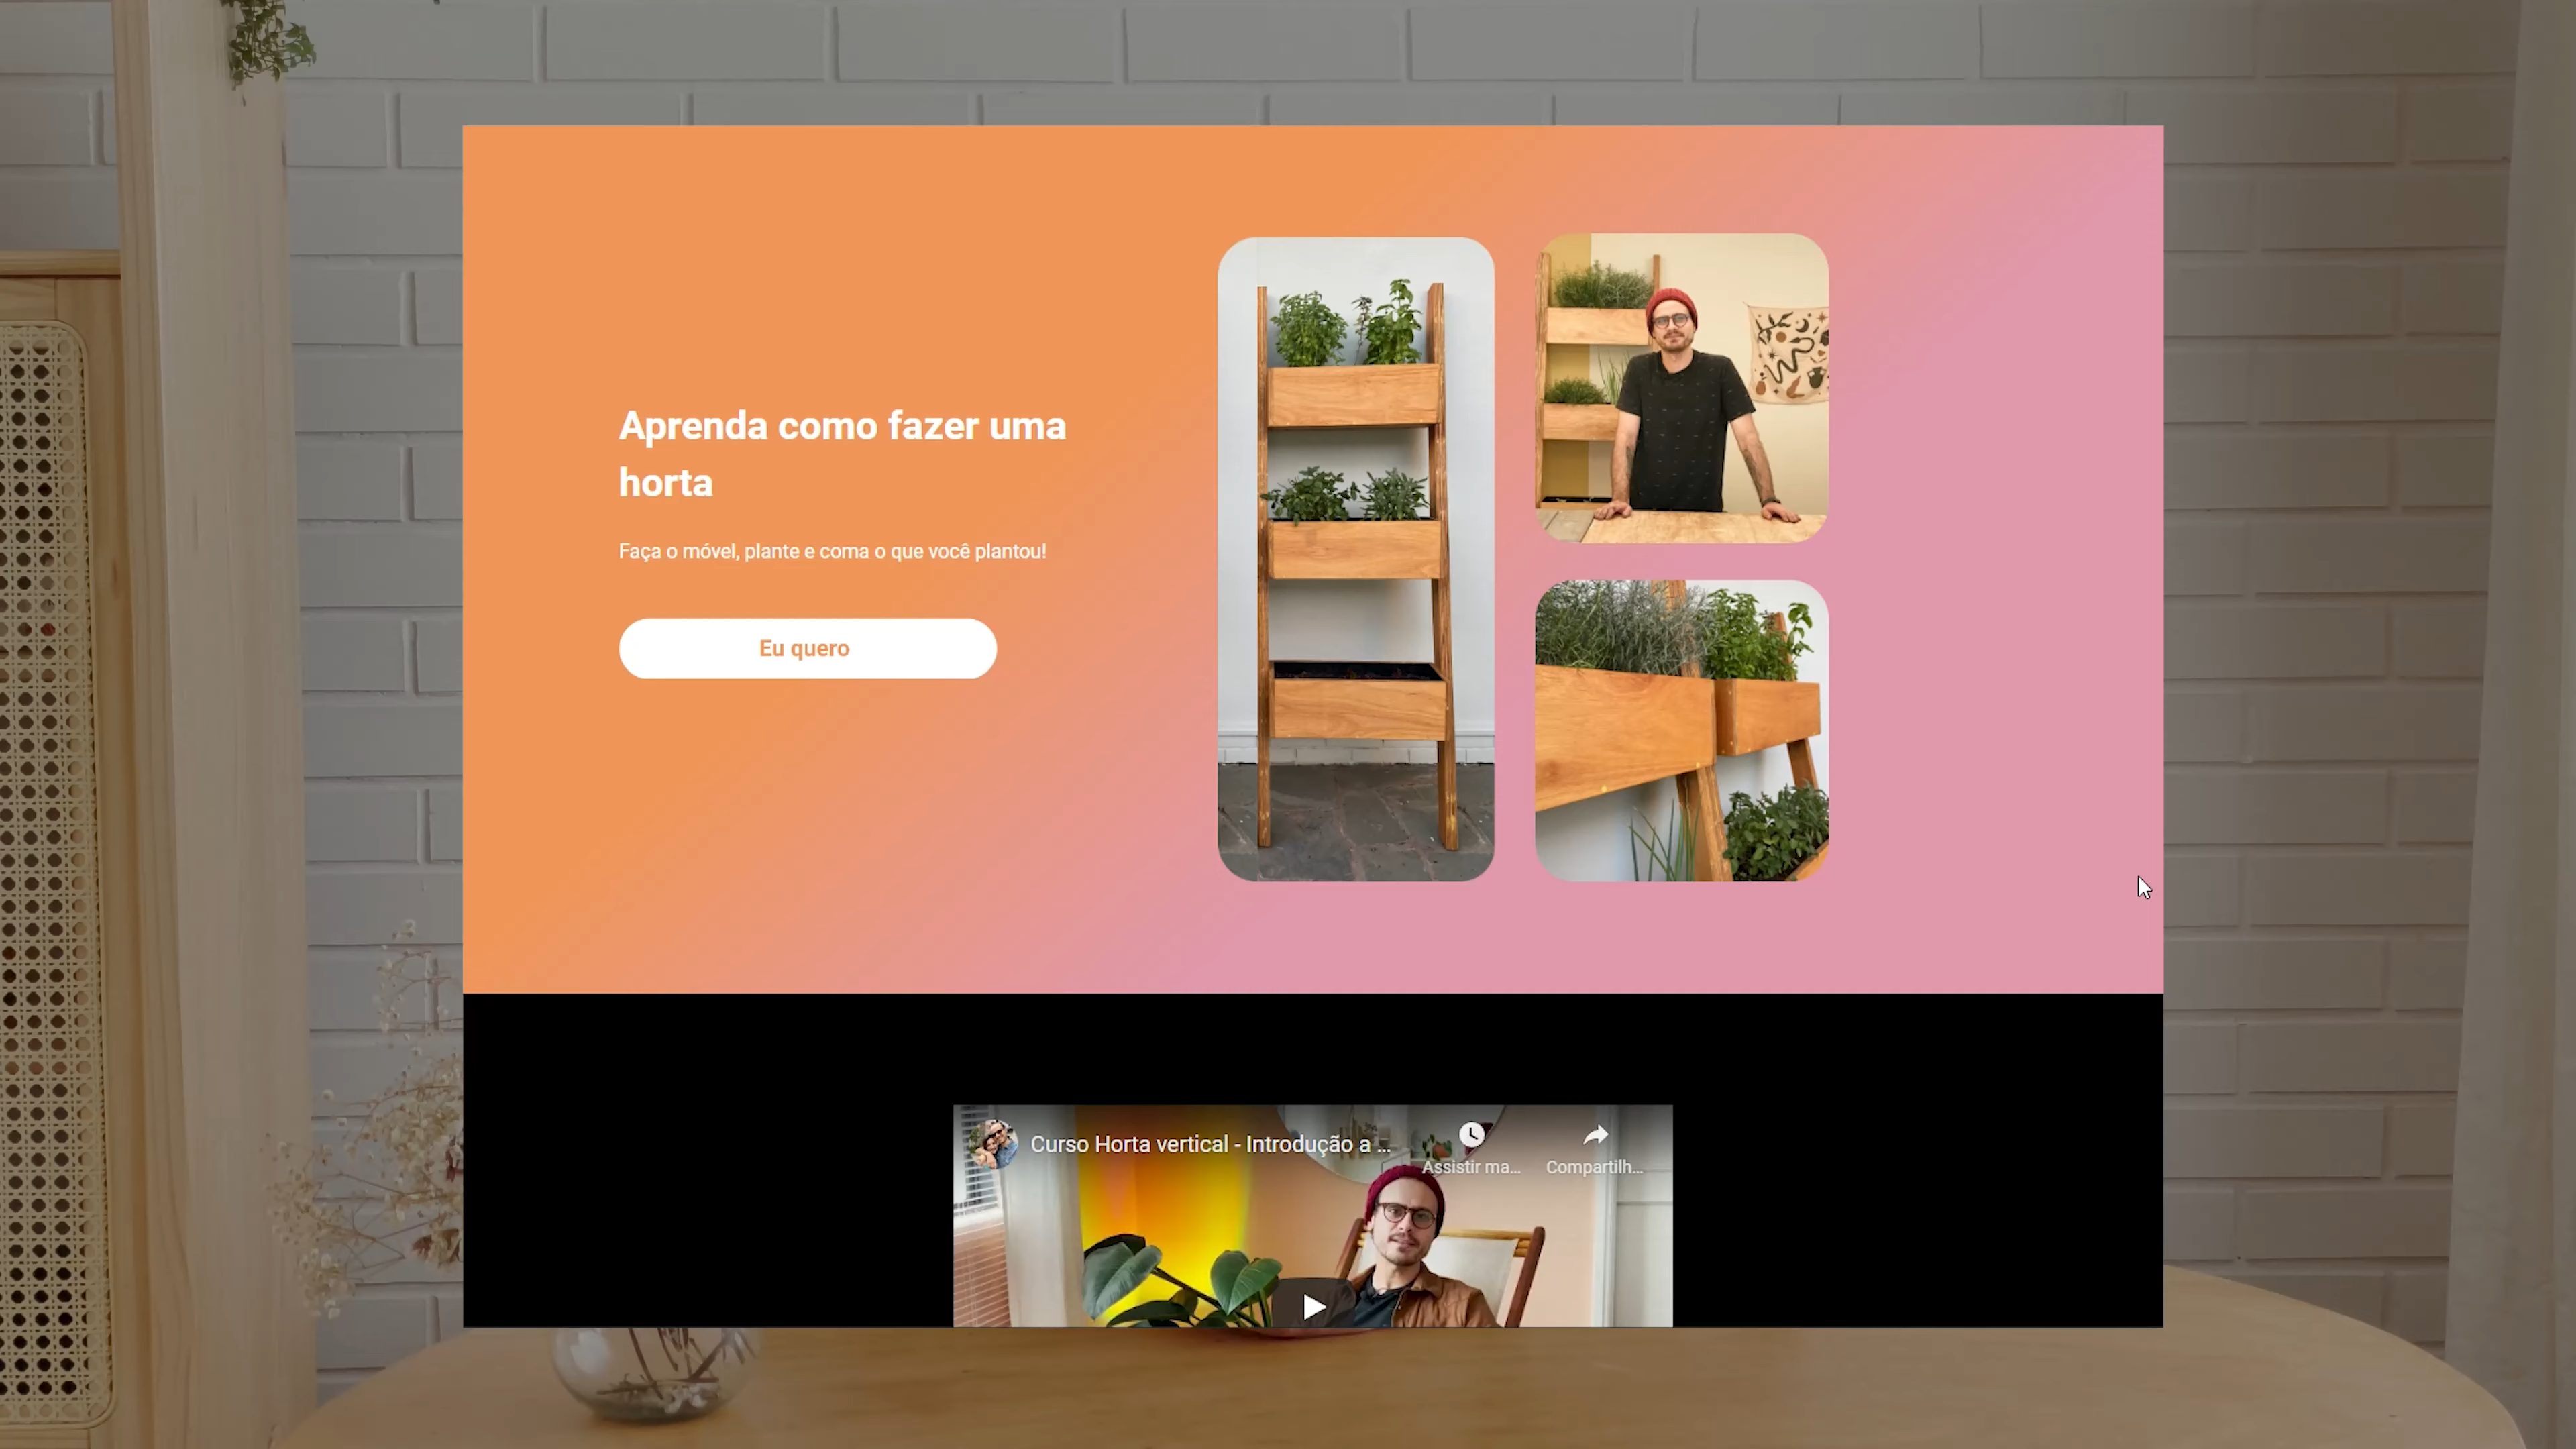 Aprenda como fazer uma
horta
Faça o móvel, plante e coma o que você plantou!
Eu quero
Curso Horta vertical - Introdução a ...
Assistir ma...
Compartilh...